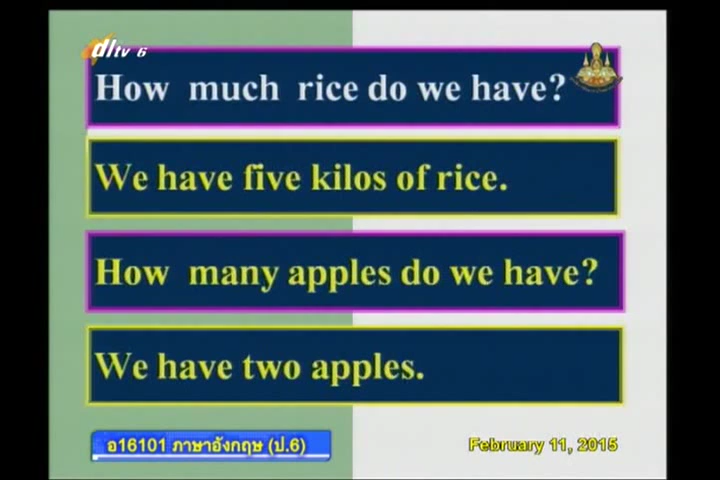 dltv 6
How much rice do we have?
We have five kilos of rice.
How many apples do we have?
We have two apples.
อ16101 ภาษาอังกฤษ (ป.6)
February 11, 2015